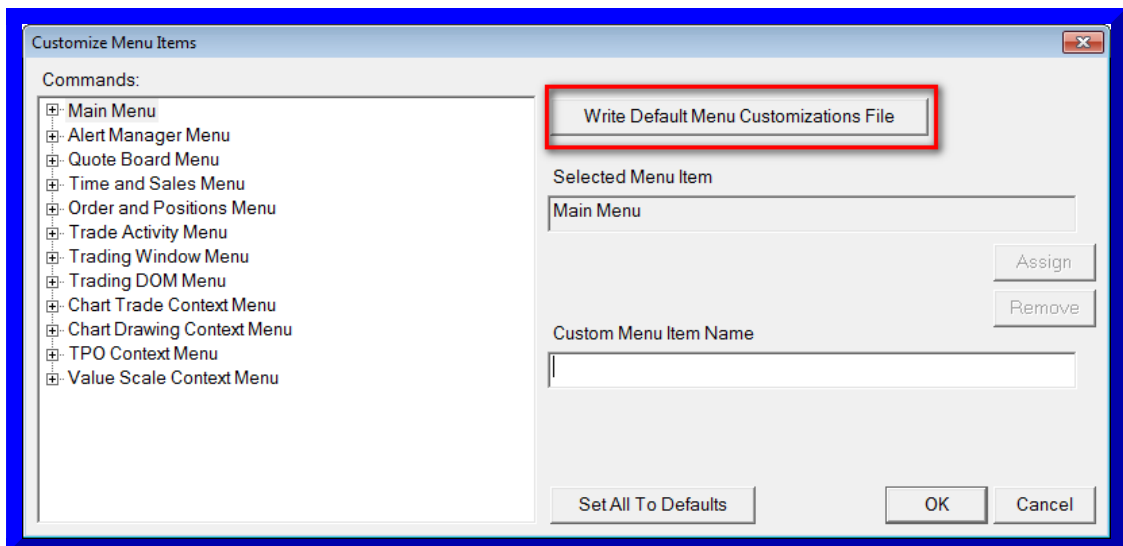 Customize Menu Items
Commands:
Main Menu
Alert Manager Menu
Quote Board Menu
Time and Sales Menu
Order and Positions Menu
Trade Activity Menu
Trading Window Menu
Trading DOM Menu
Chart Trade Context Menu
Chart Drawing Context Menu
TPO Context Menu
Value Scale Context Menu
Write Default Menu Customizations File
Selected Menu Item
Main Menu
Assign
Remove
Custom Menu Item Name
Set All To Defaults
OK
Cancel